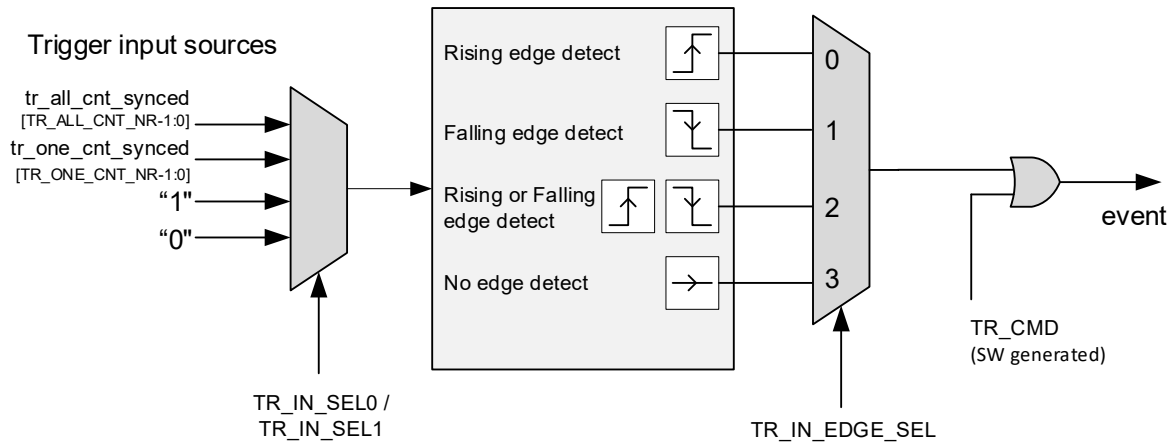 Trigger input sources
tr_all_cnt_synced
[TR_ALL_CNT_NR-1:0]
tr_one_cnt_synced
[TR_ONE_CNT_NR-1:0]
“1"
“0"
TR_IN_SEL0 /
TR_IN_SEL1
Rising edge detect
Falling edge detect
Rising or Falling
edge detect
No edge detect
0
1
2
3
TR_IN_EDGE_SEL
event
TR_CMD
(SW generated)